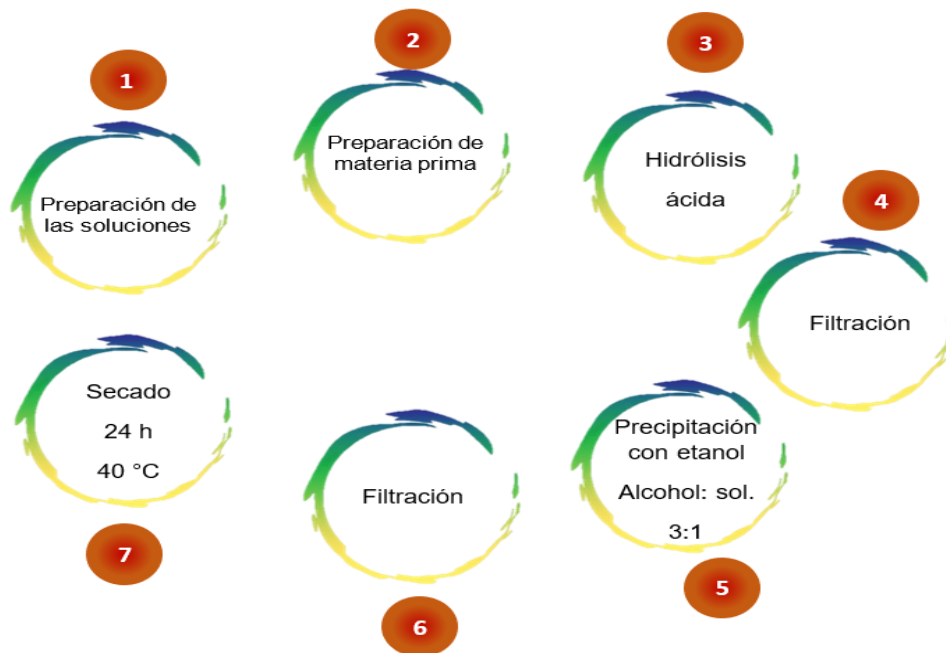 1
Preparación de
las soluciones
2
Preparación de
materia prima
3
Hidrólisis
ácida
4
Filtración
Precipitación
con etanol
Alcohol: sol.
3:1
5
Filtración
6
Secado
24 h
40 °C
7